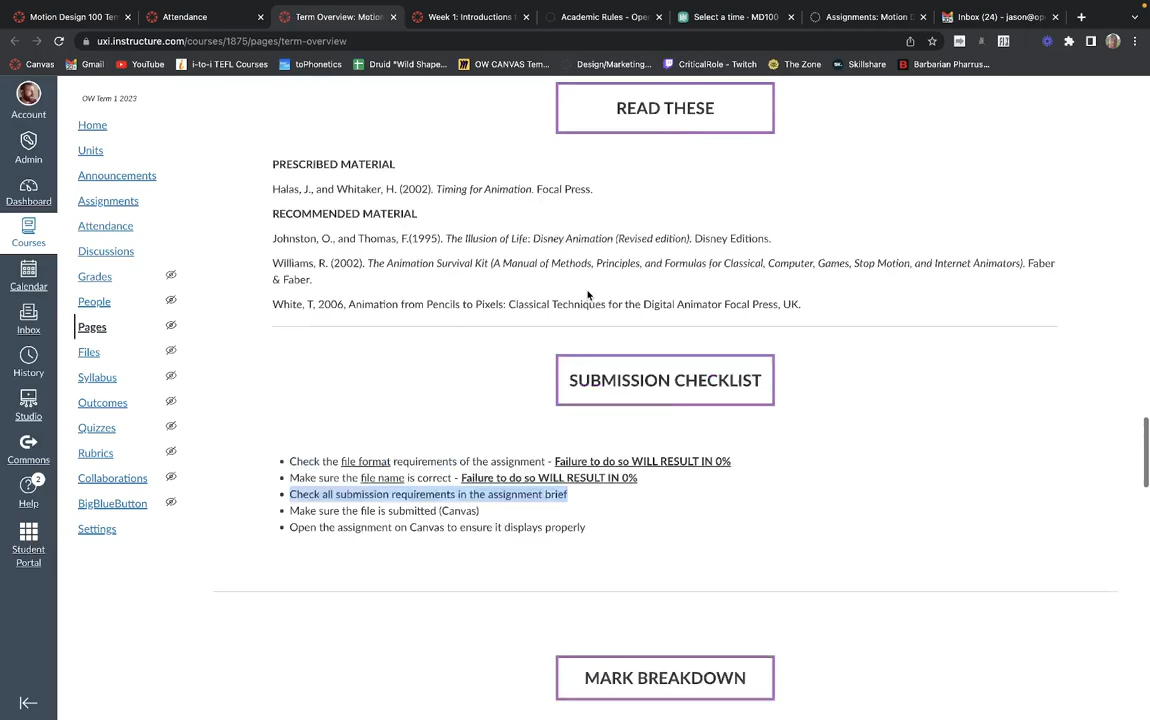 Motion Design 100 Tem
Attendance
Term Overview: Motion
Week 1: Introductions
Academic Rules - Ope
Select a time · MD100
Assignments: Motion D
Inbox (24) - jason@op
uxi.instructure.com/courses/1875/pages/term-overview
Canvas
Gmail
YouTube
i-to-i TEFL Courses
toPhonetics
Druid "Wild Shape...
OW CANVAS Tem...
Design/Marketing...
CriticalRole - Twitch
The Zone
Skillshare
Barbarian Pharrus...
Account
Admin
Dashboard
Courses
Calendar
Inbox
History
Studio
Commons
2
Help
Student
Portal
OW Term 1 2023
Home
Units
Announcements
Assignments
Attendance
Discussions
Grades
People
Pages
Files
Syllabus
Outcomes
Quizzes
Rubrics
Collaborations
BigBlueButton
Settings
READ THESE
PRESCRIBED MATERIAL
Halas, J., and Whitaker, H. (2002). Timing for Animation. Focal Press.
RECOMMENDED MATERIAL
Johnston, O., and Thomas, F.(1995). The Illusion of Life: Disney Animation (Revised edition). Disney Editions.
Williams, R. (2002). The Animation Survival Kit (A Manual of Methods, Principles, and Formulas for Classical, Computer, Games, Stop Motion, and Internet Animators). Faber
& Faber.
White, T, 2006, Animation from Pencils to Pixels: Classical Techniques for the Digital Animator Focal Press, UK.
SUBMISSION CHECKLIST
• Check the file format requirements of the assignment - Failure to do so WILL RESULT IN 0%
• Make sure the file name is correct - Failure to do so WILL RESULT IN 0%
• Check all submission requirements in the assignment brief
• Make sure the file is submitted (Canvas)
• Open the assignment on Canvas to ensure it displays properly
MARK BREAKDOWN